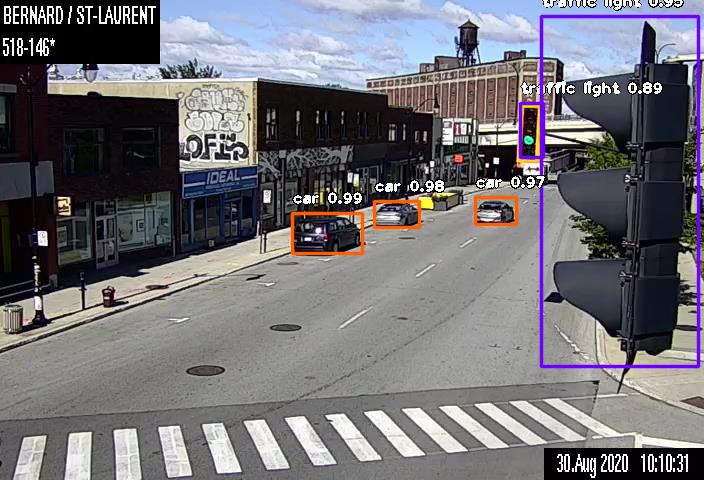 BERNARD / ST-LAURENT
518-146*
traffic light 0.95
traffic light 0.89
OFIS
IDEAL
car 0.99
car 0.98
car 0.97
30.Aug 2020 10:10:31